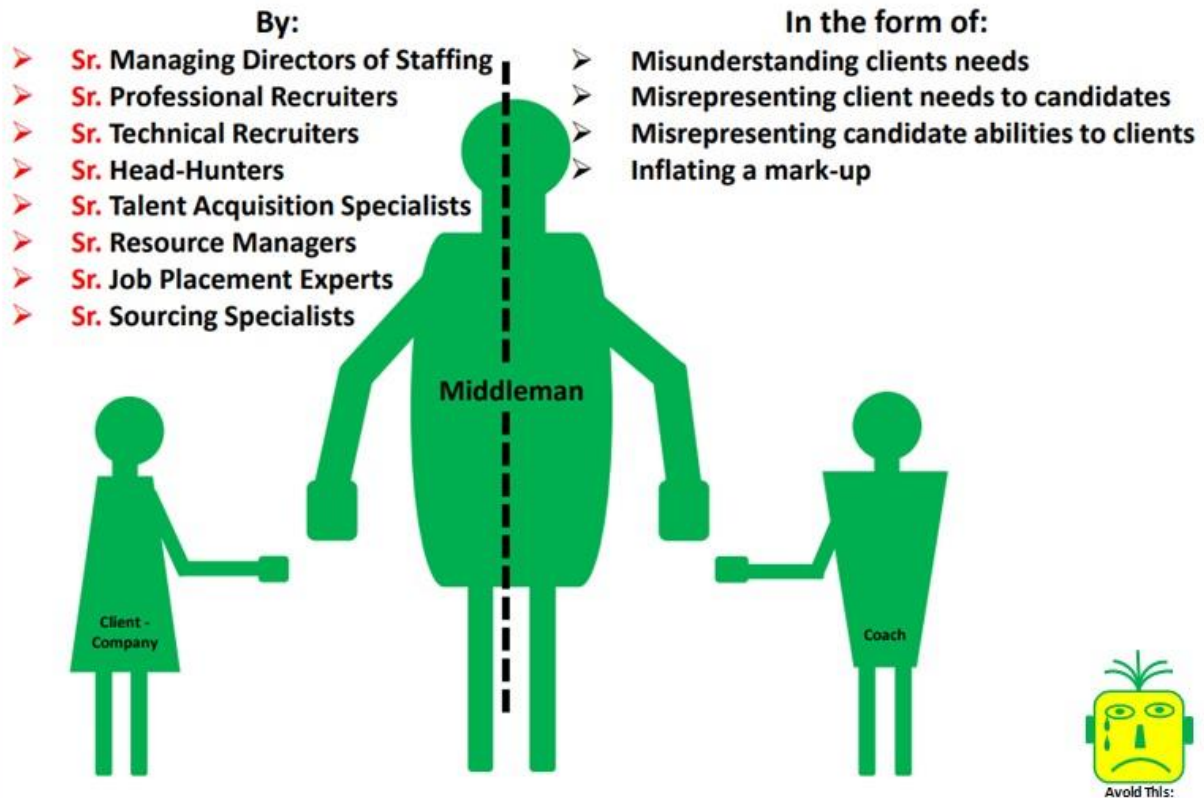 By:
Sr. Managing Directors of Staffing
Sr. Professional Recruiters
Sr. Technical Recruiters
Sr. Head-Hunters
Sr. Talent Acquisition Specialists
Sr. Resource Managers
Sr. Job Placement Experts
Sr. Sourcing Specialists
In the form of:
Misunderstanding clients needs
Misrepresenting client needs to candidates
Misrepresenting candidate abilities to clients
Inflating a mark-up
Middleman
Client -
Company
Coach
Avoid This: